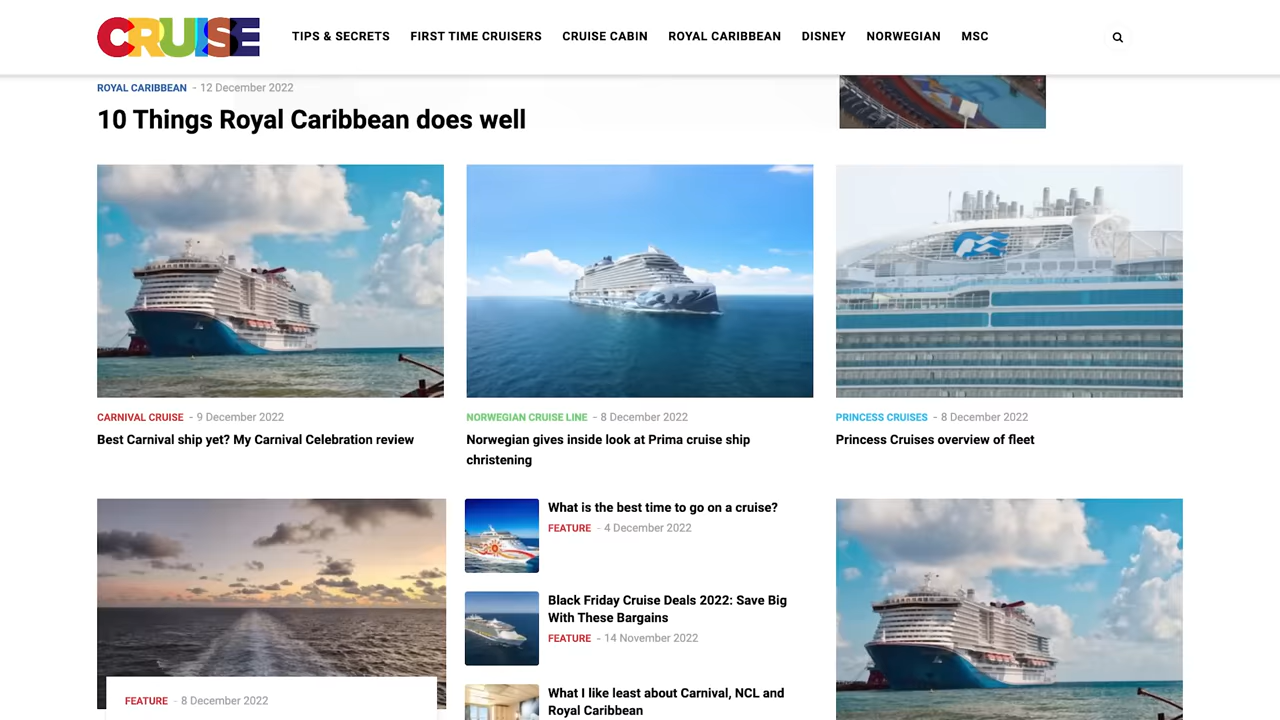 CRUISE
TIPS & SECRETS FIRST TIME CRUISERS CRUISE CABIN ROYAL CARIBBEAN DISNEY NORWEGIAN MSC
ROYAL CARIBBEAN - 12 December 2022
10 Things Royal Caribbean does well
CARNIVAL CRUISE - 9 December 2022
Best Carnival ship yet? My Carnival Celebration review
NORWEGIAN CRUISE LINE - 8 December 2022
Norwegian gives inside look at Prima cruise ship
christening
PRINCESS CRUISES - 8 December 2022
Princess Cruises overview of fleet
FEATURE - 8 December 2022
What is the best time to go on a cruise?
FEATURE - 4 December 2022
Black Friday Cruise Deals 2022: Save Big
With These Bargains
FEATURE - 14 November 2022
What I like least about Carnival, NCL and
Royal Caribbean